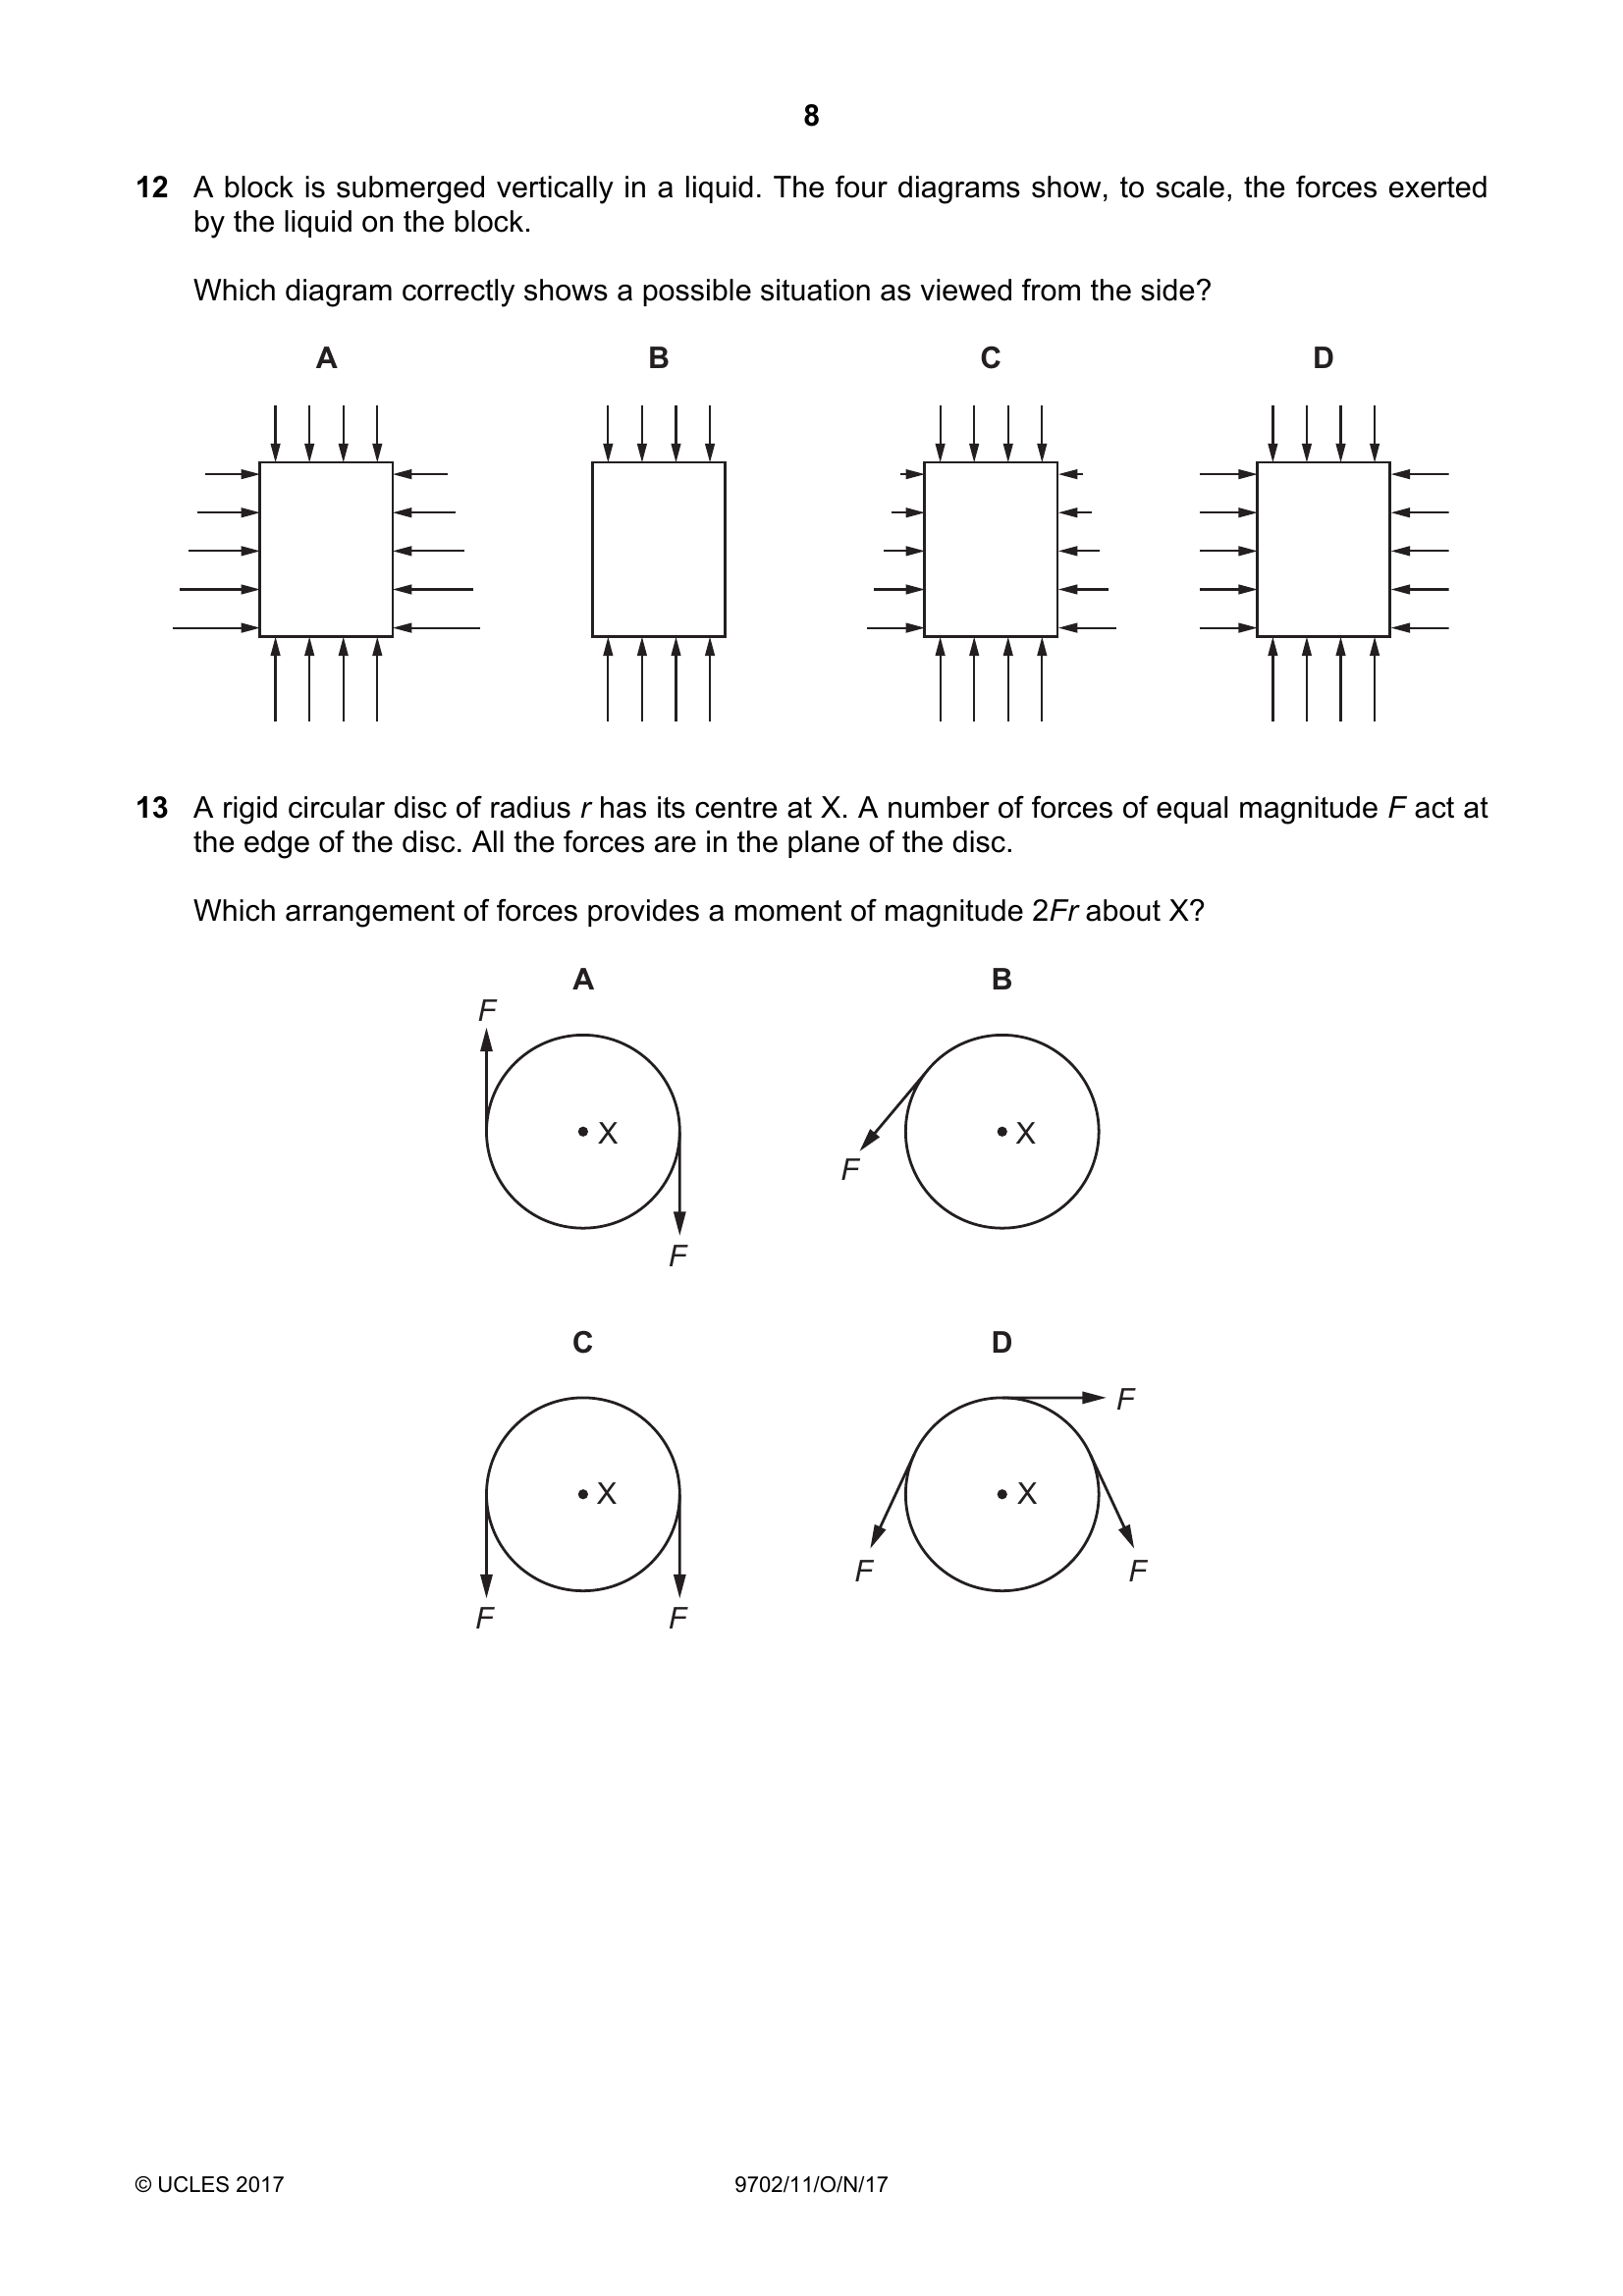 8
12 A block is submerged vertically in a liquid. The four diagrams show, to scale, the forces exerted
by the liquid on the block.
Which diagram correctly shows a possible situation as viewed from the side?
A B C D
13 A rigid circular disc of radius r has its centre at X. A number of forces of equal magnitude F act at
the edge of the disc. All the forces are in the plane of the disc.
Which arrangement of forces provides a moment of magnitude 2Fr about X?
A B
F
X X
F
F
C D
F
X X
F F
F F
© UCLES 2017 9702/11/O/N/17